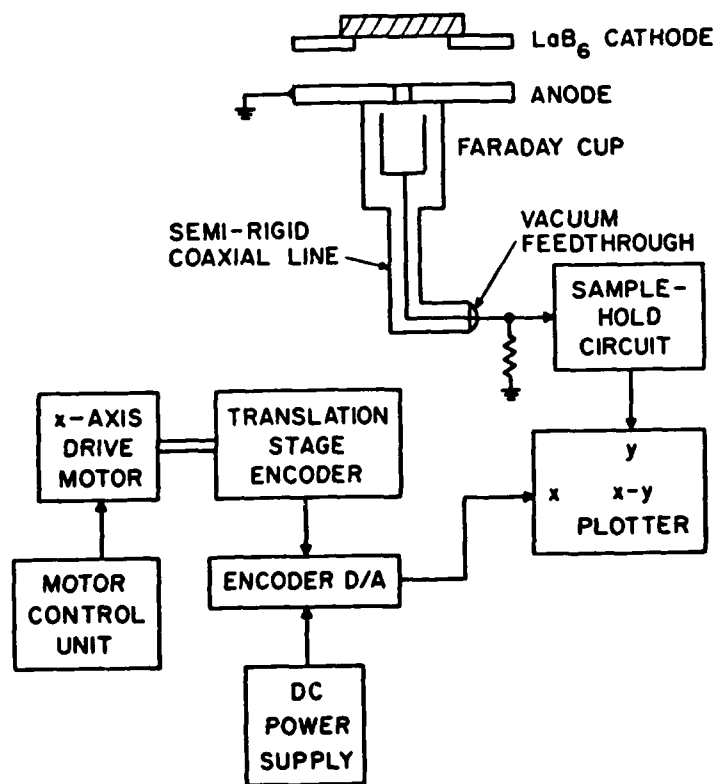 LaB6 CATHODE
ANODE
FARADAY CUP
SEMI-RIGID
COAXIAL LINE
VACUUM
FEEDTHROUGH
SAMPLE-
HOLD
CIRCUIT
x-AXIS
DRIVE
MOTOR
TRANSLATION
STAGE
ENCODER
y
x x-y
PLOTTER
MOTOR
CONTROL
UNIT
ENCODER D/A
DC
POWER
SUPPLY